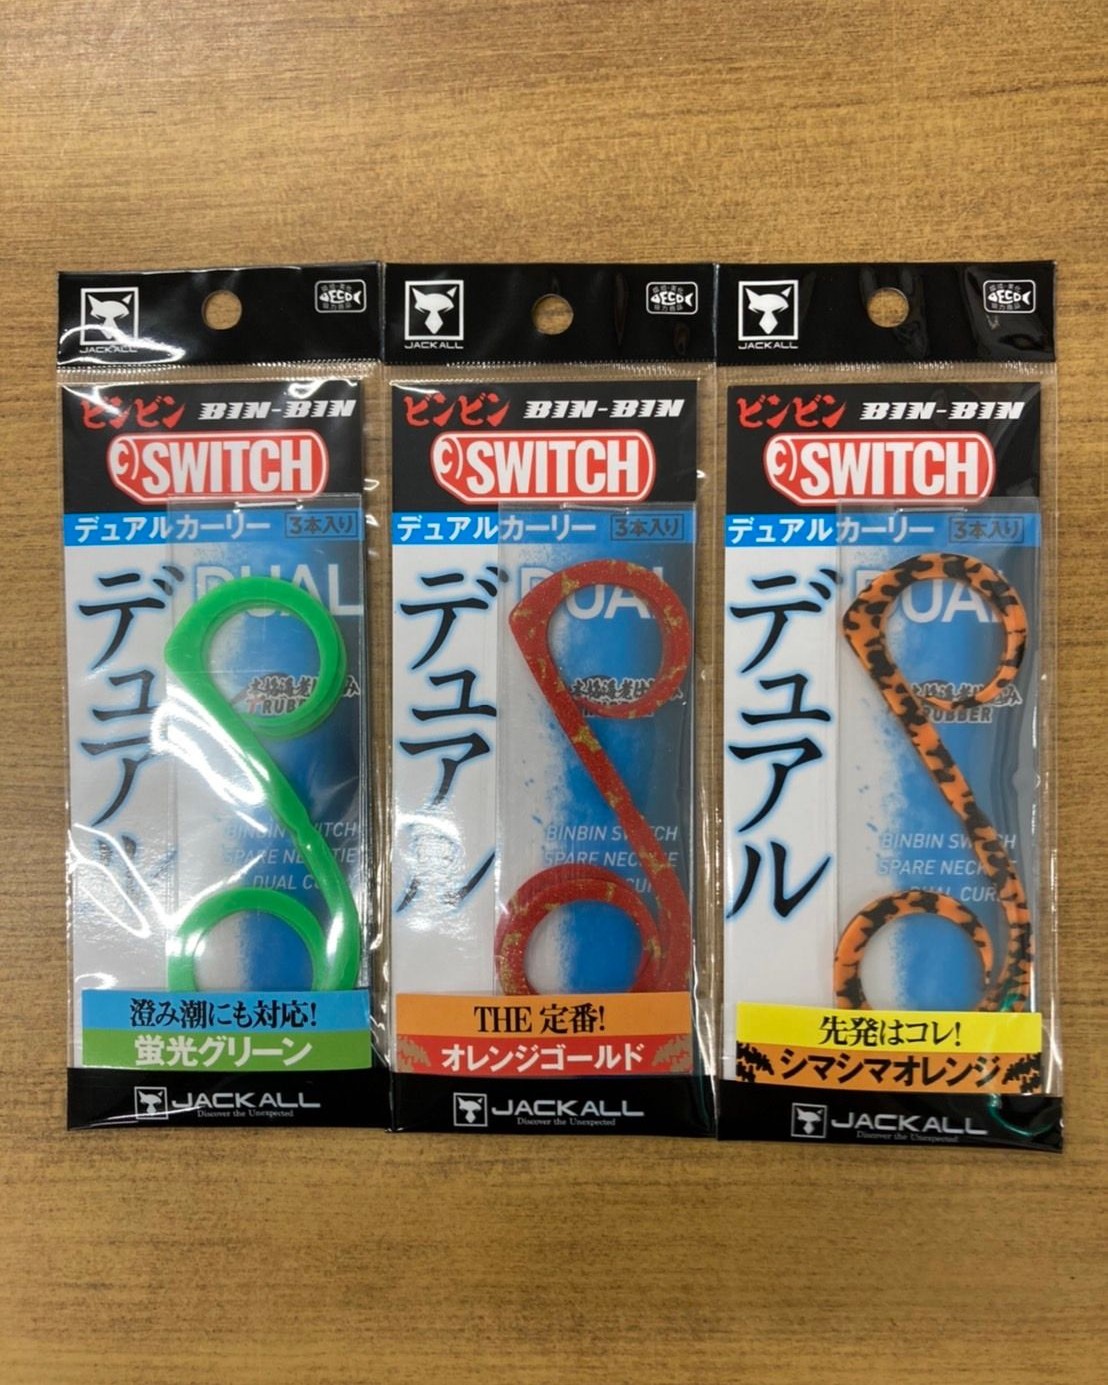 JACKALL
ECO
ビンビン BIN-BIN
SWITCH
デュアルカーリー 3本入り
デュアル
DUAL
澄み潮にも対応!
蛍光グリーン
JACKALL
Discover the Unexpected
JACKALL
ECO
ビンビン BIN-BIN
SWITCH
デュアルカーリー 3本入り
デュアル
THE 定番!
オレンジゴールド
JACKALL
Discover the Unexpected
JACKALL
ECO
ビンビン BIN-BIN
SWITCH
デュアルカーリー 3本入り
デュアル
RUBBER
先発はコレ!
シマシマオレンジ
JACKALL
Discover the Unexpected